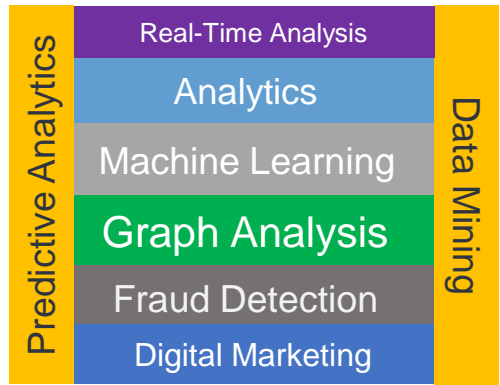 Predictive Analytics
Real-Time Analysis
Analytics
Machine Learning
Graph Analysis
Fraud Detection
Digital Marketing
Data Mining